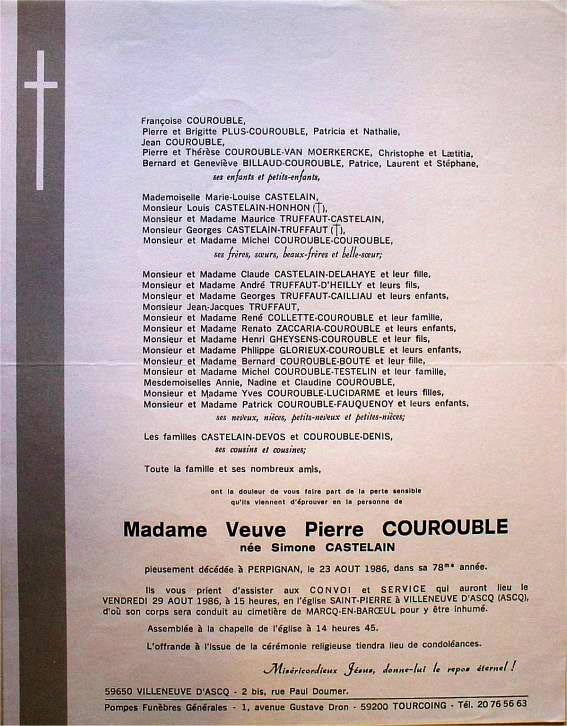 Françoise COUROUBLE,
Pierre et Brigitte PLUS-COUROUBLE, Patricia et Nathalie,
Jean COUROUBLE,
Pierre et Thérèse COUROUBLE-VAN MOERKERCKE, Christophe et Lætitia,
Bernard et Geneviève BILLAUD-COUROUBLE, Patrice, Laurent et Stéphane,
ses enfants et petits-enfants,
Mademoiselle Marie-Louise CASTELAIN,
Monsieur Louis CASTELAIN-HONHON (†),
Monsieur et Madame Maurice TRUFFAUT-CASTELAIN,
Monsieur Georges CASTELAIN-TRUFFAUT (†),
Monsieur et Madame Michel COUROUBLE-COUROUBLE,
ses frères, sœurs, beaux-frères et belle-sœur;
Monsieur et Madame Claude CASTELAIN-DELAHAYE et leur fille,
Monsieur et Madame André TRUFFAUT-D'HEILLY et leurs fils,
Monsieur et Madame Georges TRUFFAUT-CAILLIAU et leurs enfants,
Monsieur Jean-Jacques TRUFFAUT,
Monsieur et Madame René COLLETTE-COUROUBLE et leur famille,
Monsieur et Madame Renato ZACCARIA-COUROUBLE et leurs enfants,
Monsieur et Madame Henri GHEYSENS-COUROUBLE et leur fils,
Monsieur et Madame Philippe GLORIEUX-COUROUBLE et leurs enfants,
Monsieur et Madame Bernard COUROUBLE-BOUTE et leur fille,
Monsieur et Madame Michel COUROUBLE-TESTELIN et leur famille,
Mesdemoiselles Annie, Nadine et Claudine COUROUBLE,
Monsieur et Madame Yves COUROUBLE-LUCIDARME et leurs filles,
Monsieur et Madame Patrick COUROUBLE-FAUQUENOY et leurs enfants,
ses neveux, nièces, petits-neveux et petites-nièces;
Les familles CASTELAIN-DEVOS et COUROUBLE-DENIS,
ses cousins et cousines;
Toute la famille et ses nombreux amis,
ont la douleur de vous faire part de la perte sensible
qu'ils viennent d'éprouver en la personne de
Madame Veuve Pierre COUROUBLE
née Simone CASTELAIN
pieusement décédée à PERPIGNAN, le 23 AOUT 1986, dans sa 78me année.
Ils vous prient d'assister aux CONVOI et SERVICE qui auront lieu le
VENDREDI 29 AOUT 1986, à 15 heures, en l'église SAINT-PIERRE à VILLENEUVE D'ASCQ (ASCQ),
d'où son corps sera conduit au cimetière de MARCQ-EN-BARŒUL pour y être inhumé.
Assemblée à la chapelle de l'église à 14 heures 45.
L'offrande à l'issue de la cérémonie religieuse tiendra lieu de condoléances.
Miséricordieux Jésus, donne-lui le repos éternel !
59650 VILLENEUVE D'ASCQ - 2 bis, rue Paul Doumer.
Pompes Funèbres Générales - 1, avenue Gustave Dron - 59200 TOURCOING - Tél. 20 76 56 63